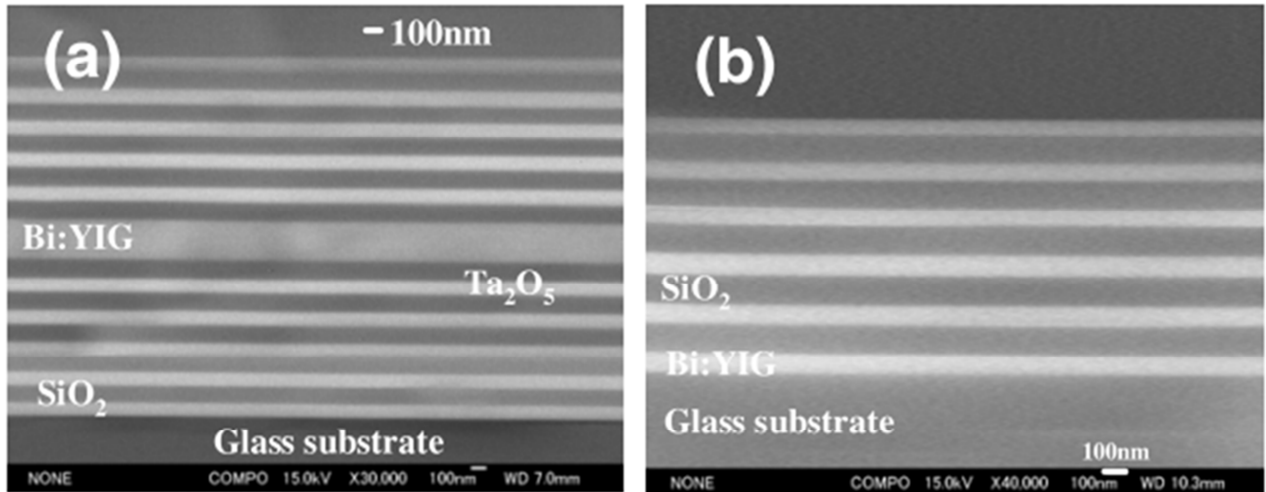 (a)
100nm
Bi:YIG
Ta₂O₅
SiO₂
Glass substrate
NONE COMPO 15.0kV X30,000 100nm WD 7.0mm
(b)
SiO₂
Bi:YIG
Glass substrate
100nm
NONE COMPO 15.0kV X40,000 100nm WD 10.3mm